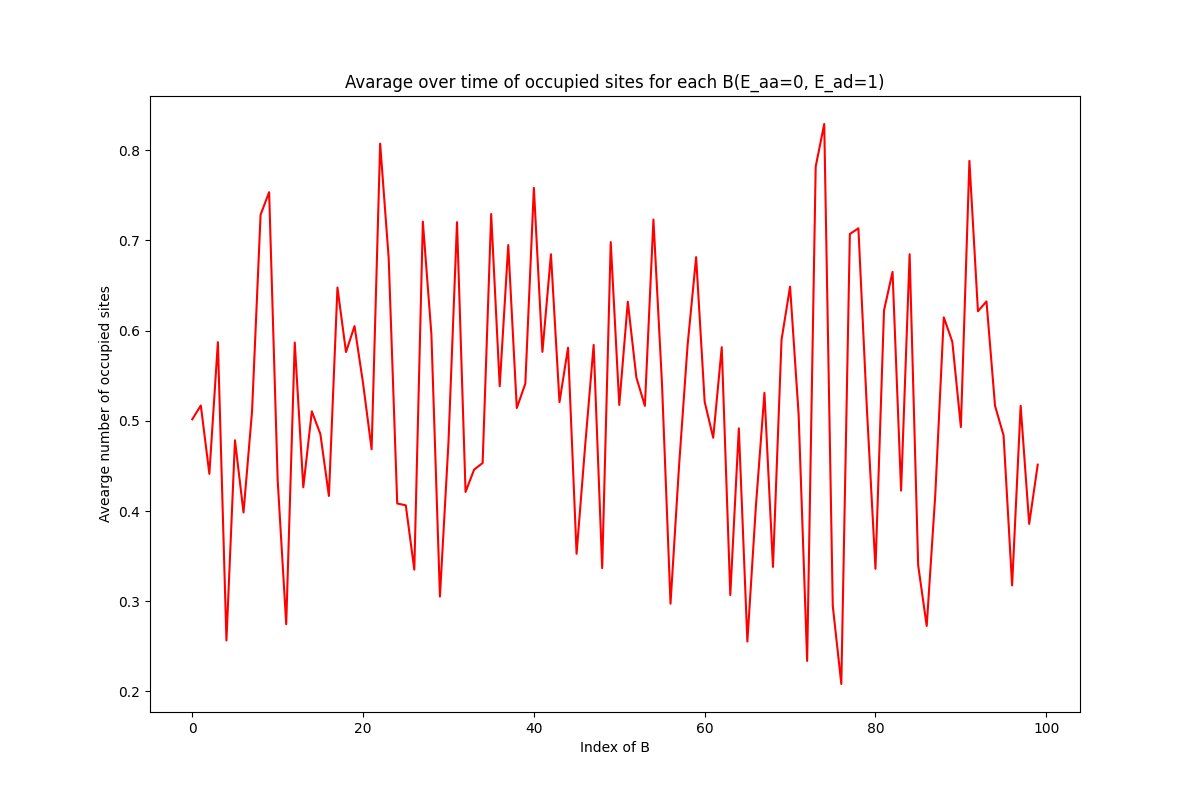 Avarage over time of occupied sites for each B(E_aa=0, E_ad=1)
Avearge number of occupied sites
0.8
0.7
0.6
0.5
0.4
0.3
0.2
0 20 40 60 80 100
Index of B